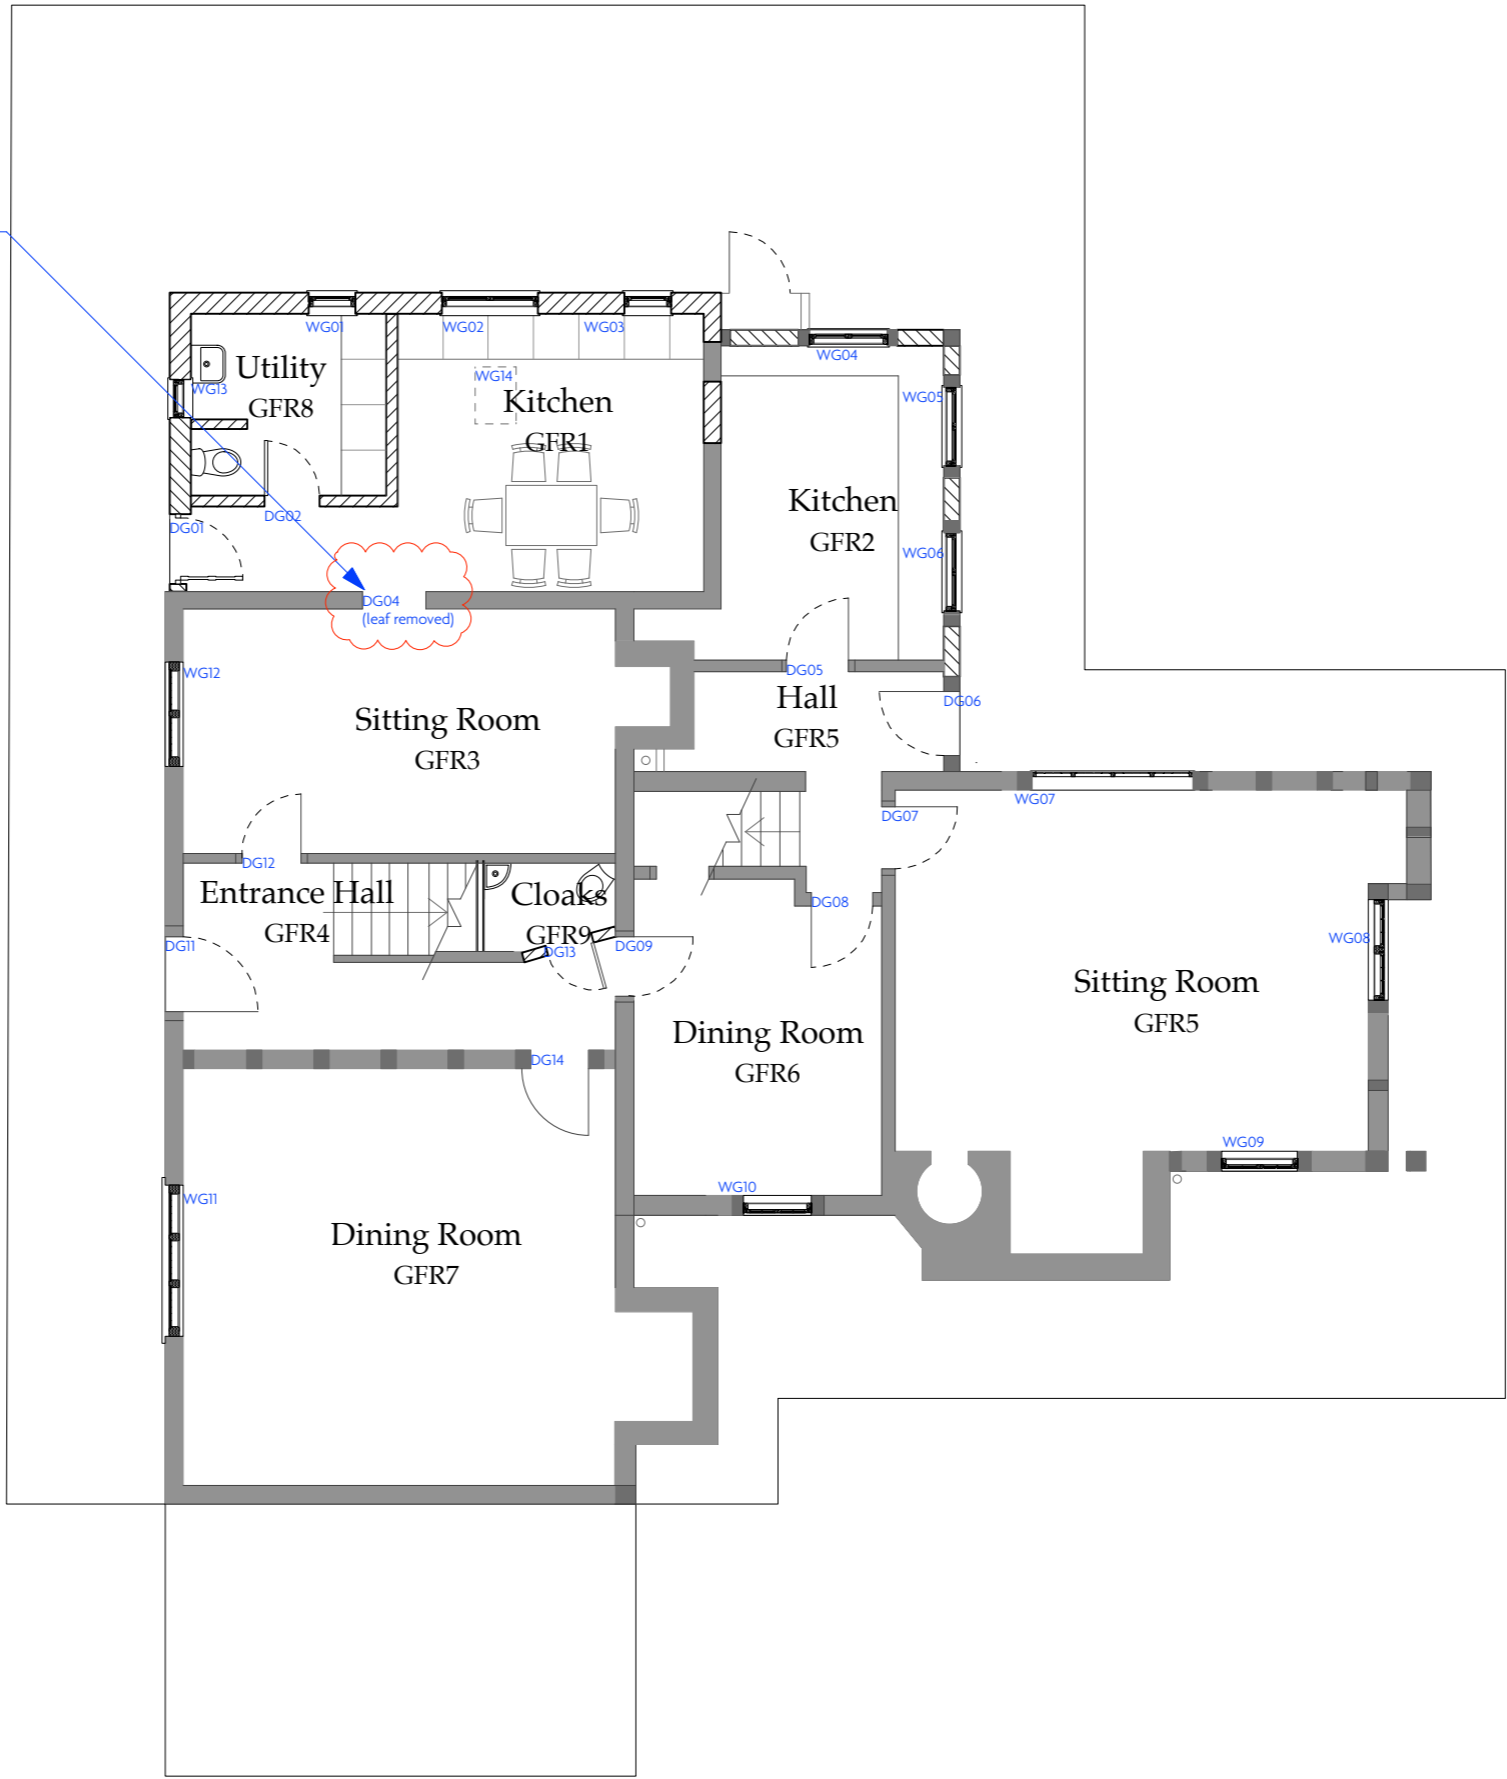 WG01
WG02
WG03
WG04
Utility
GFR8
WG13
WG14
Kitchen
GFR1
WG05
Kitchen
GFR2
WG06
DG01
DG02
DG04
(leaf removed)
DG05
WG12
Hall
GFR5
DG06
Sitting Room
GFR3
WG07
DG07
DG12
Entrance Hall
GFR4
Cloaks
GFR9
DG08
DG11
DG13
DG09
WG08
Sitting Room
GFR5
Dining Room
GFR6
DG14
WG09
WG10
WG11
Dining Room
GFR7